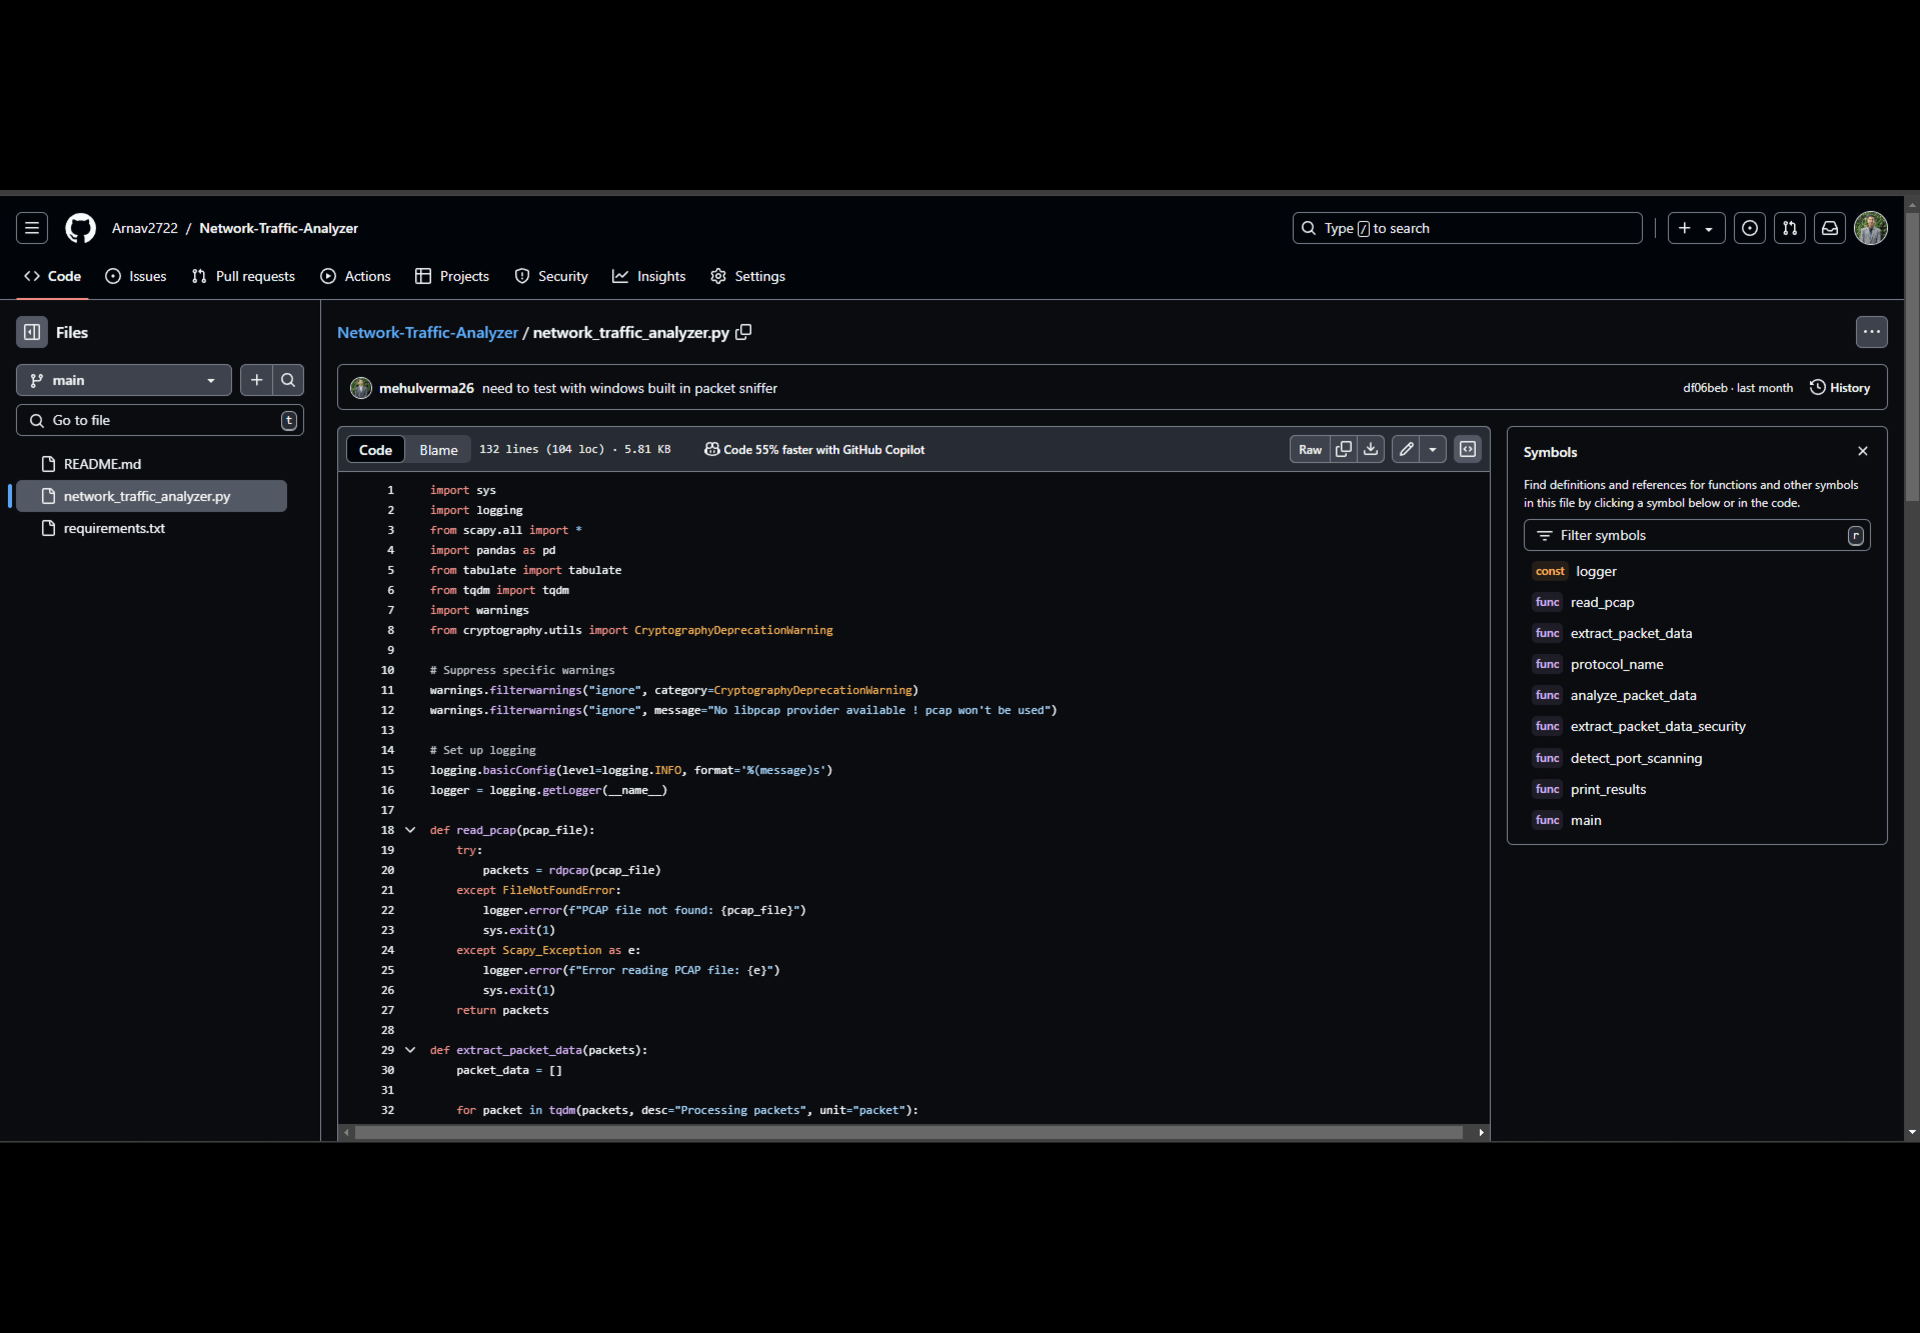 Arnav2722 / Network-Traffic-Analyzer
Type / to search
Code
Issues
Pull requests
Actions
Projects
Security
Insights
Settings
Files
main
Go to file
t
README.md
network_traffic_analyzer.py
requirements.txt
Network-Traffic-Analyzer / network_traffic_analyzer.py
mehulverma26 need to test with windows built in packet sniffer
df06beb · last month
History
Code
Blame
132 lines (104 loc) · 5.81 KB
Code 55% faster with GitHub Copilot
Raw
1 import sys
2 import logging
3 from scapy.all import *
4 import pandas as pd
5 from tabulate import tabulate
6 from tqdm import tqdm
7 import warnings
8 from cryptography.utils import CryptographyDeprecationWarning
9
10 # Suppress specific warnings
11 warnings.filterwarnings("ignore", category=CryptographyDeprecationWarning)
12 warnings.filterwarnings("ignore", message="No libpcap provider available ! pcap won't be used")
13
14 # Set up logging
15 logging.basicConfig(level=logging.INFO, format='%(message)s')
16 logger = logging.getLogger(__name__)
17
18 def read_pcap(pcap_file):
19     try:
20         packets = rdpcap(pcap_file)
21     except FileNotFoundError:
22         logger.error(f"PCAP file not found: {pcap_file}")
23         sys.exit(1)
24     except Scapy_Exception as e:
25         logger.error(f"Error reading PCAP file: {e}")
26         sys.exit(1)
27     return packets
28
29 def extract_packet_data(packets):
30     packet_data = []
31
32     for packet in tqdm(packets, desc="Processing packets", unit="packet"):
Symbols
Find definitions and references for functions and other symbols
in this file by clicking a symbol below or in the code.
Filter symbols
r
const logger
func read_pcap
func extract_packet_data
func protocol_name
func analyze_packet_data
func extract_packet_data_security
func detect_port_scanning
func print_results
func main